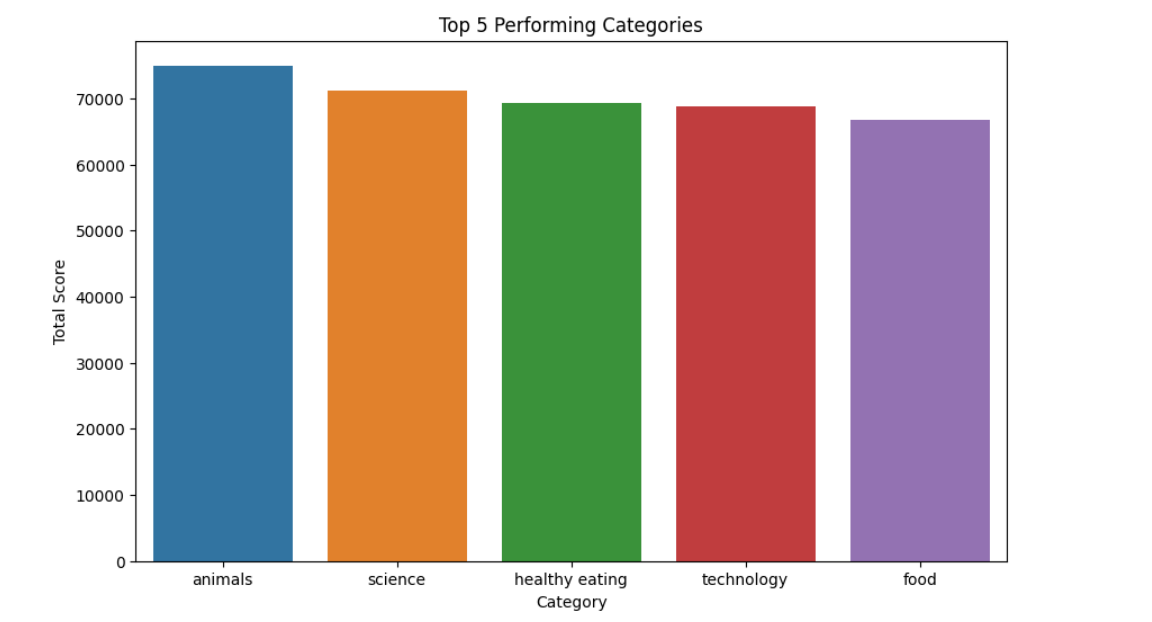 Top 5 Performing Categories
Total Score
70000
60000
50000
40000
30000
20000
10000
0
animals science healthy eating technology food
Category